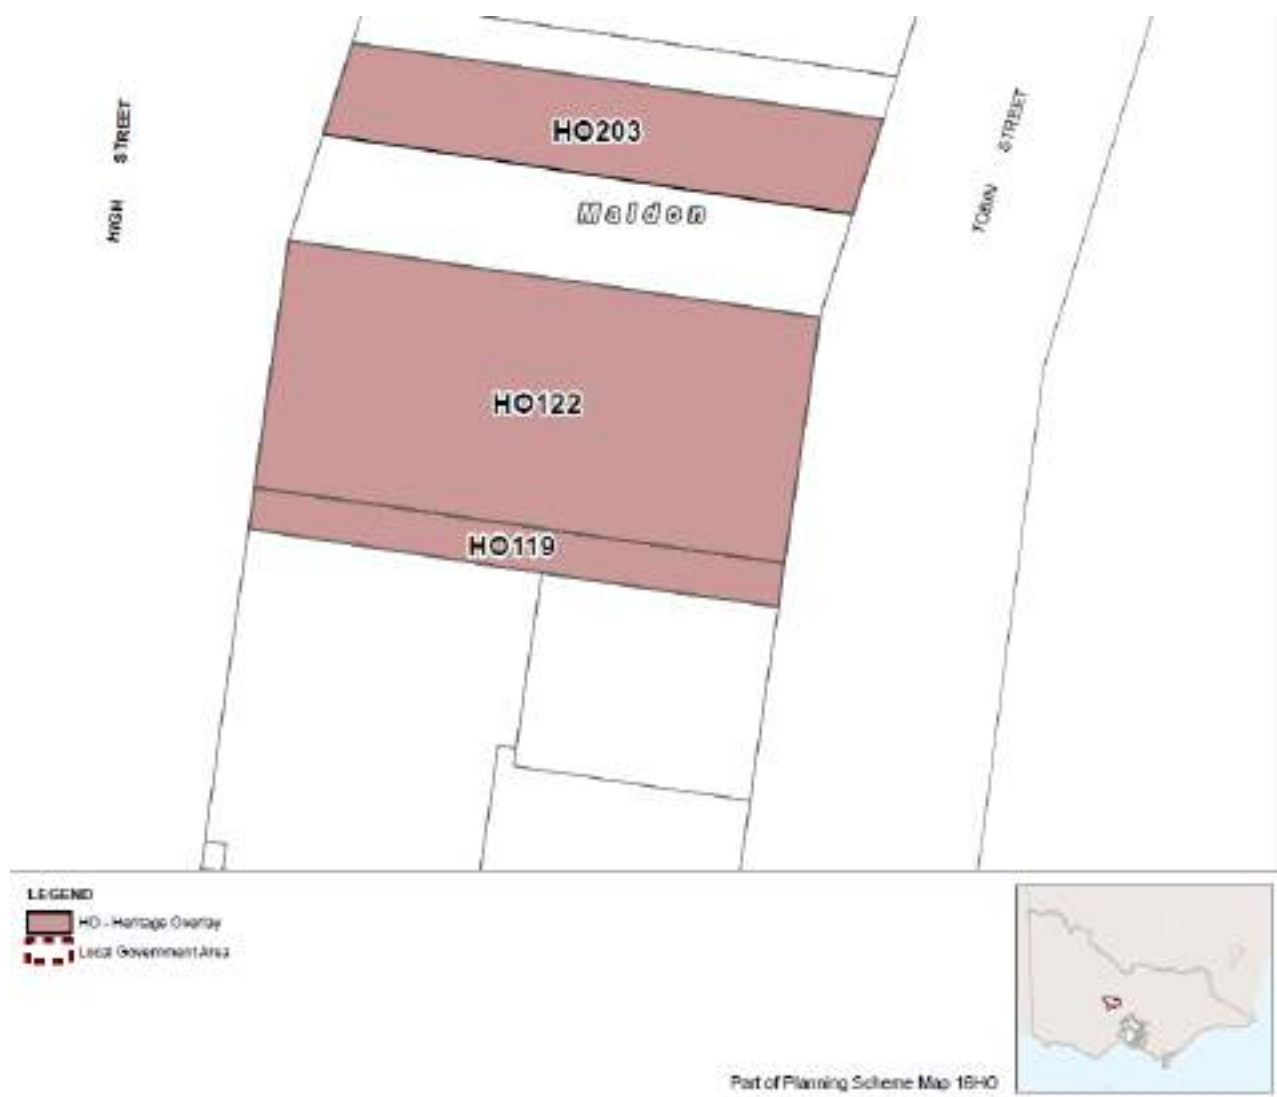 HO203
HIGH STREET
TOBIN STREET
Maldon
HO122
HO119
LEGEND
HO - Heritage Overlay
Local Government Area
Part of Planning Scheme Map 16HO